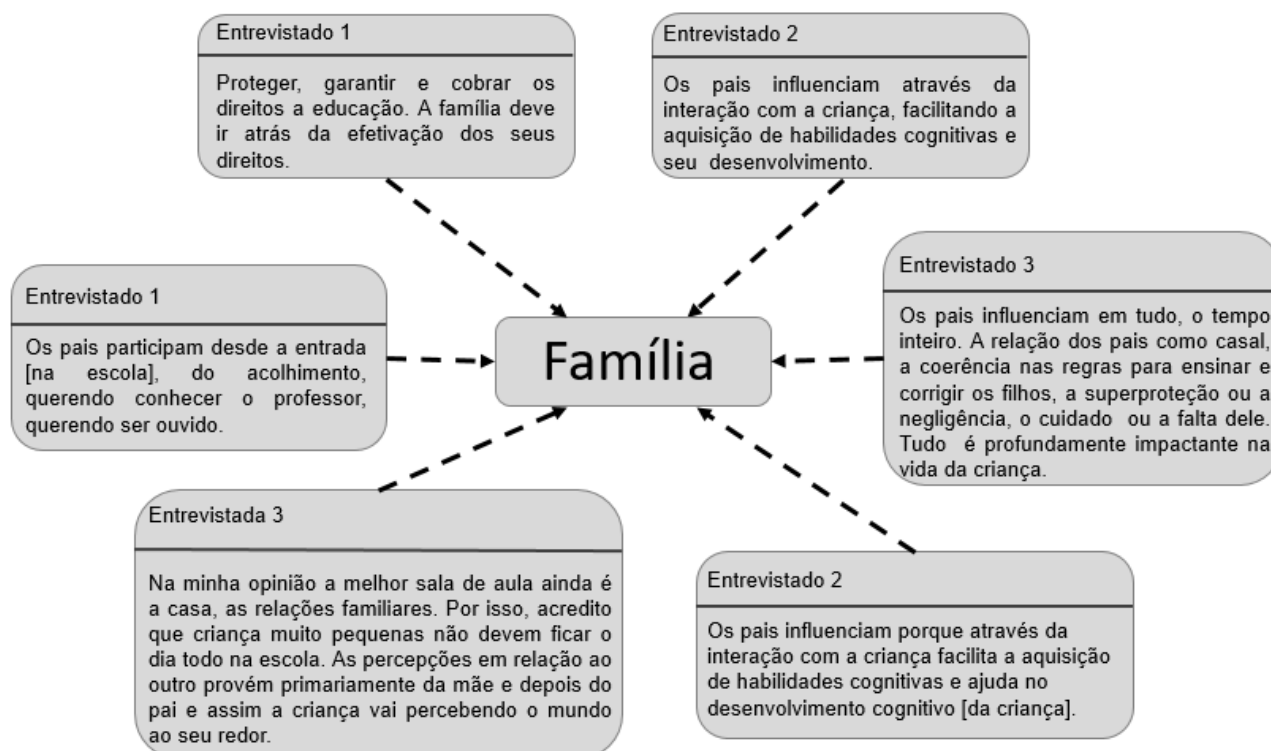 Entrevistado 1
Proteger, garantir e cobrar os
direitos a educação. A família deve
ir atrás da efetivação dos seus
direitos.
Entrevistado 2
Os pais influenciam através da
interação com a criança, facilitando a
aquisição de habilidades cognitivas e
seu desenvolvimento.
Entrevistado 1
Os pais participam desde a entrada
[na escola], do acolhimento,
querendo conhecer o professor,
querendo ser ouvido.
Família
Entrevistado 3
Os pais influenciam em tudo, o tempo
inteiro. A relação dos pais como casal,
a coerência nas regras para ensinar e
corrigir os filhos, a superproteção ou a
negligência, o cuidado ou a falta dele.
Tudo é profundamente impactante na
vida da criança.
Entrevistada 3
Na minha opinião a melhor sala de aula ainda é
a casa, as relações familiares. Por isso, acredito
que criança muito pequenas não devem ficar o
dia todo na escola. As percepções em relação ao
outro provém primariamente da mãe e depois do
pai e assim a criança vai percebendo o mundo
ao seu redor.
Entrevistado 2
Os pais influenciam porque através da
interação com a criança facilita a aquisição
de habilidades cognitivas e ajuda no
desenvolvimento cognitivo [da criança].